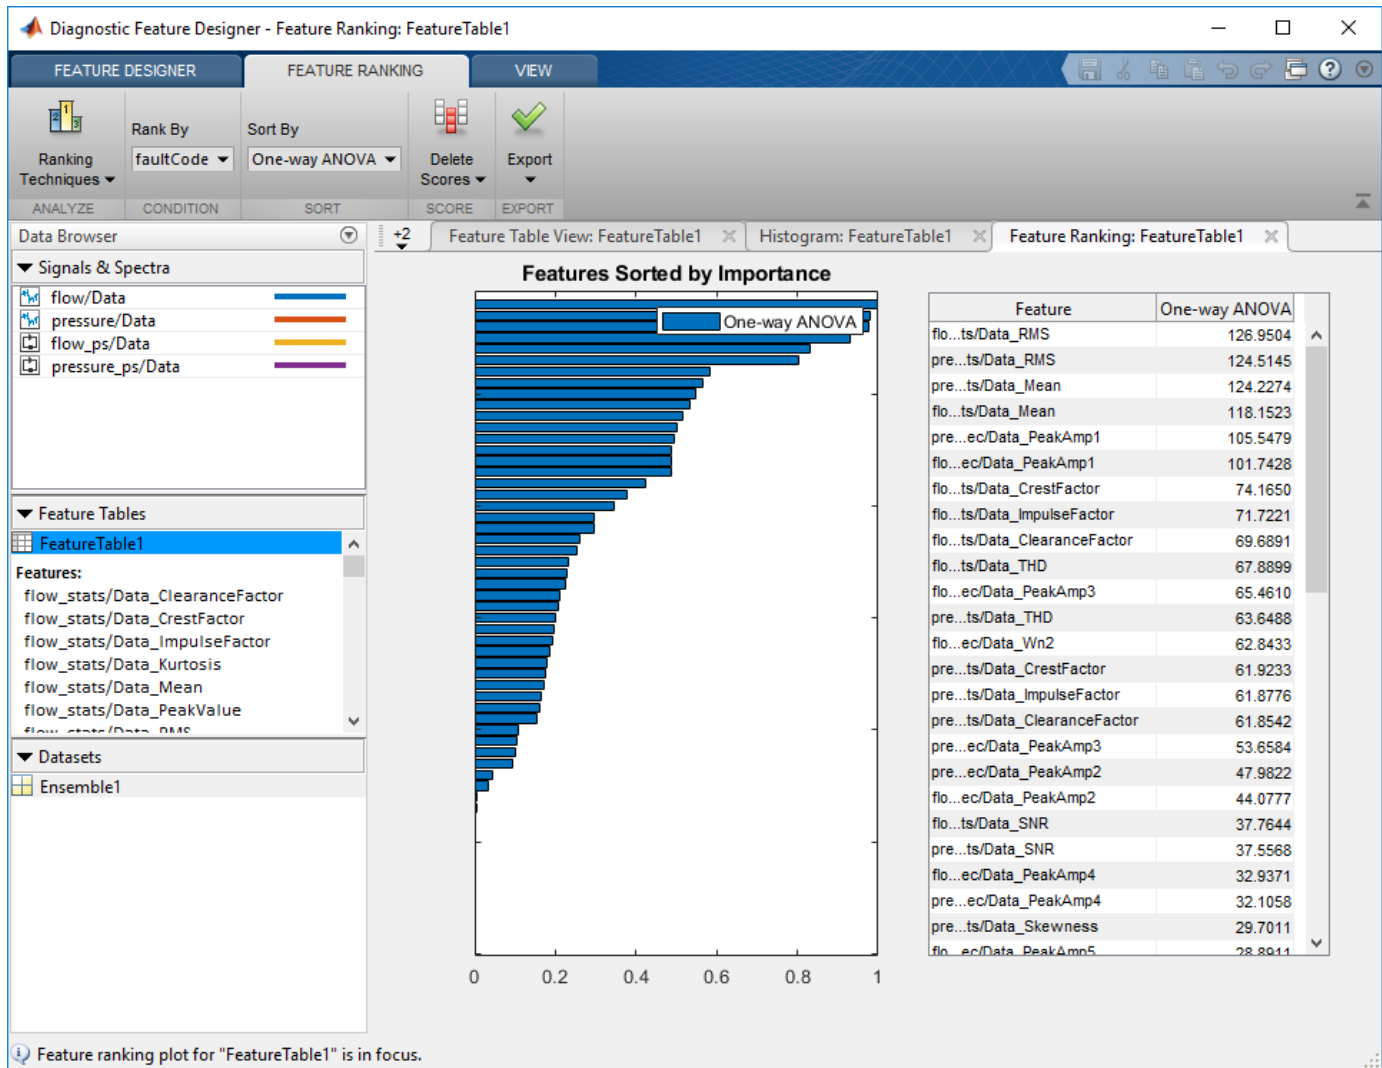 Diagnostic Feature Designer - Feature Ranking: FeatureTable1
FEATURE DESIGNER
FEATURE RANKING
VIEW
Ranking Techniques
Rank By
faultCode
Sort By
One-way ANOVA
Delete Scores
Export
ANALYZE
CONDITION
SORT
SCORE
EXPORT
Data Browser
Signals & Spectra
flow/Data
pressure/Data
flow_ps/Data
pressure_ps/Data
Feature Tables
FeatureTable1
Features:
flow_stats/Data_ClearanceFactor
flow_stats/Data_CrestFactor
flow_stats/Data_ImpulseFactor
flow_stats/Data_Kurtosis
flow_stats/Data_Mean
flow_stats/Data_PeakValue
flow_stats/Data_RMS
Datasets
Ensemble1
+2
Feature Table View: FeatureTable1
Histogram: FeatureTable1
Feature Ranking: FeatureTable1
Features Sorted by Importance
One-way ANOVA
0 0.2 0.4 0.6 0.8 1
Feature One-way ANOVA
flo...ts/Data_RMS 126.9504
pre...ts/Data_RMS 124.5145
pre...ts/Data_Mean 124.2274
flo...ts/Data_Mean 118.1523
pre...ec/Data_PeakAmp1 105.5479
flo...ec/Data_PeakAmp1 101.7428
flo...ts/Data_CrestFactor 74.1650
flo...ts/Data_ImpulseFactor 71.7221
flo...ts/Data_ClearanceFactor 69.6891
flo...ts/Data_THD 67.8899
flo...ec/Data_PeakAmp3 65.4610
pre...ts/Data_THD 63.6488
flo...ec/Data_Wn2 62.8433
pre...ts/Data_CrestFactor 61.9233
pre...ts/Data_ImpulseFactor 61.8776
pre...ts/Data_ClearanceFactor 61.8542
pre...ec/Data_PeakAmp3 53.6584
pre...ec/Data_PeakAmp2 47.9822
flo...ec/Data_PeakAmp2 44.0777
flo...ts/Data_SNR 37.7644
pre...ts/Data_SNR 37.5568
flo...ec/Data_PeakAmp4 32.9371
pre...ec/Data_PeakAmp4 32.1058
pre...ts/Data_Skewness 29.7011
flo...ec/Data_PeakAmp5 28.8911
Feature ranking plot for "FeatureTable1" is in focus.